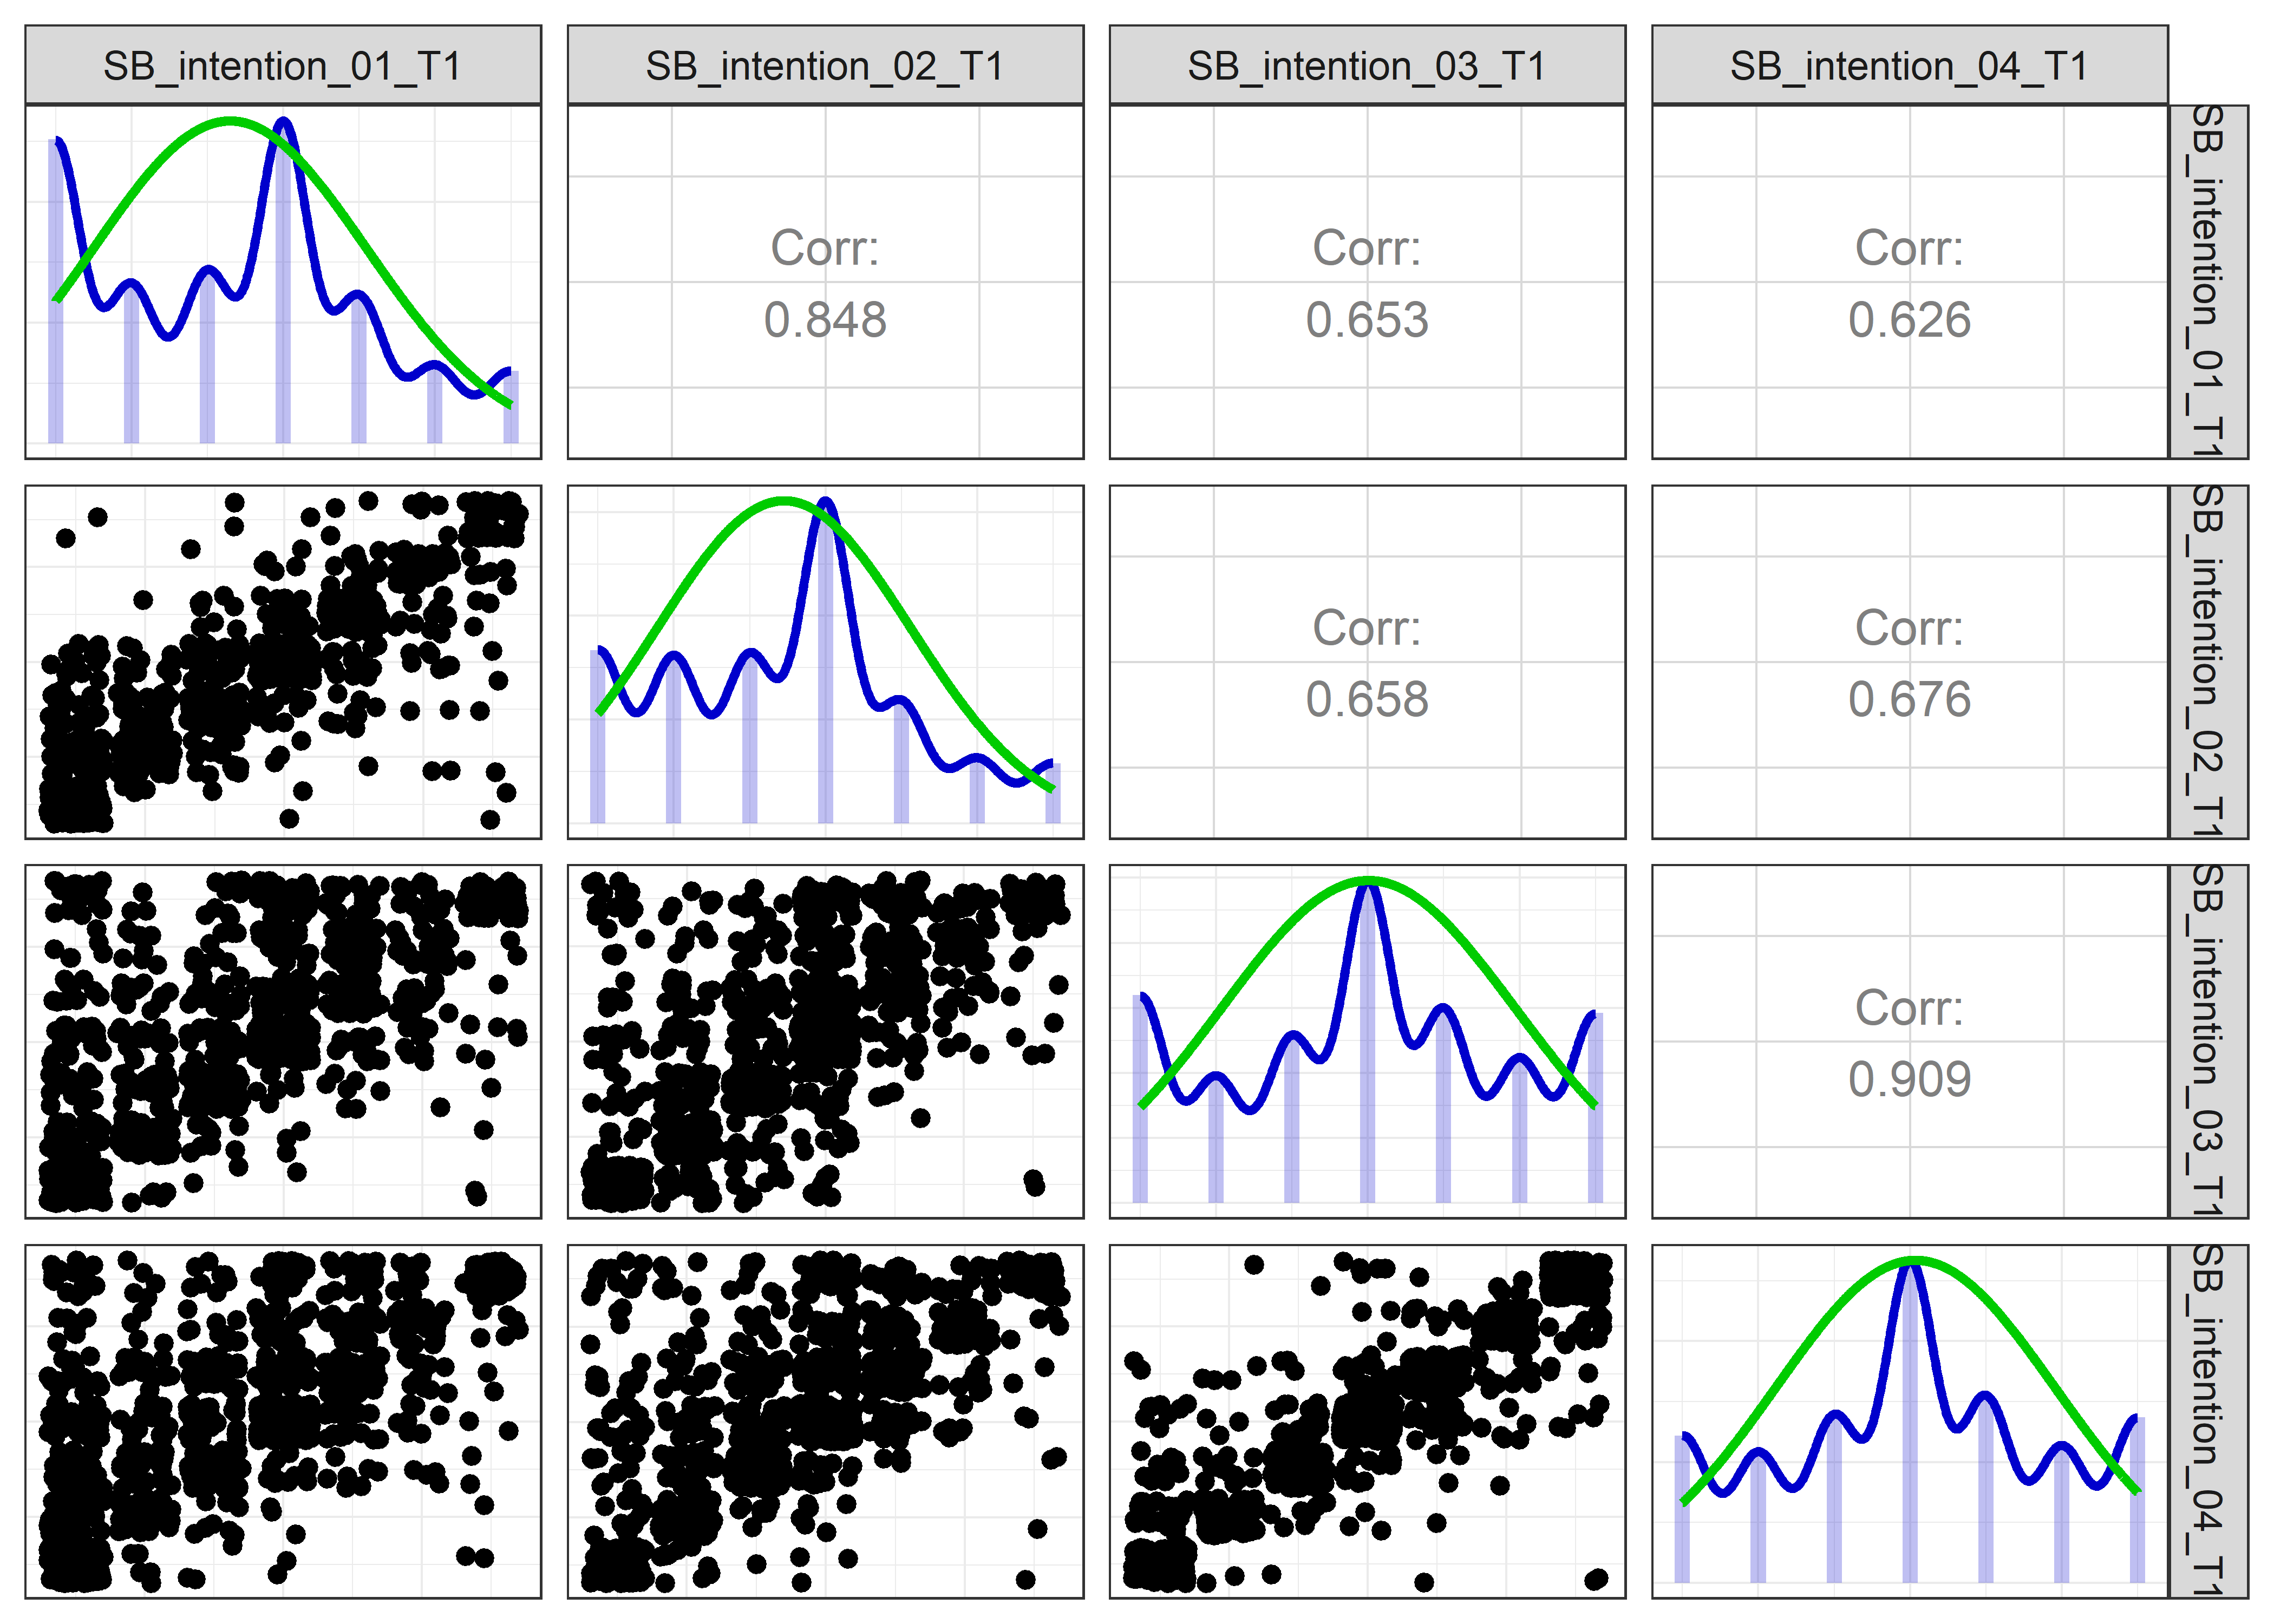 SB_intention_01_T1
SB_intention_02_T1
SB_intention_03_T1
SB_intention_04_T1
Corr:
0.848
Corr:
0.653
Corr:
0.626
SB_intention_01_T1
Corr:
0.658
Corr:
0.676
SB_intention_02_T1
Corr:
0.909
SB_intention_03_T1
SB_intention_04_T1